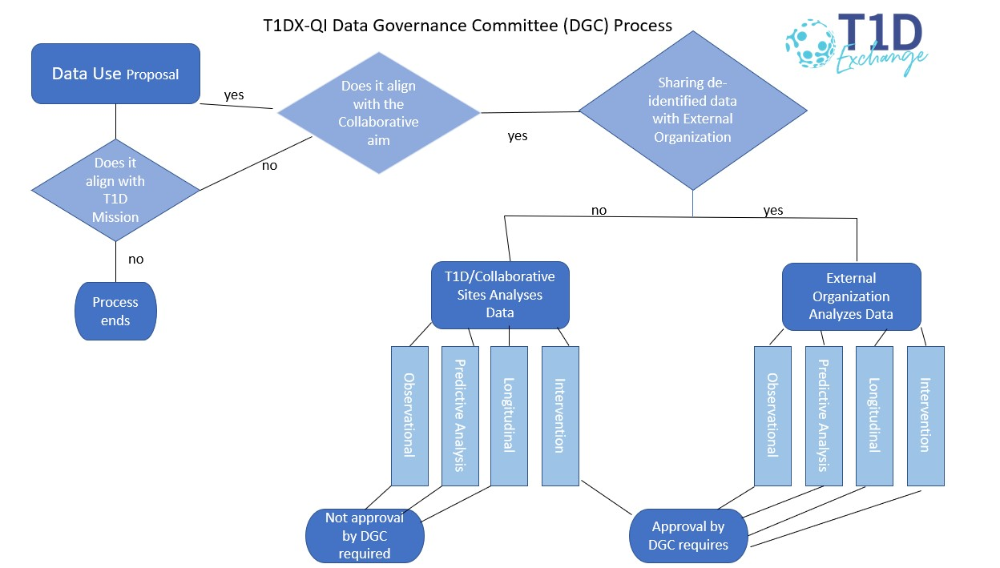 T1DX-QI Data Governance Committee (DGC) Process
T1D
Exchange
Data Use Proposal
yes
Does it align
with the
Collaborative
aim
yes
Sharing de-
identified data
with External
Organization
Does it
align with
T1D
Mission
no
no
Process
ends
no
yes
T1D/Collaborative
Sites Analyses
Data
External
Organization
Analyzes Data
Observational
Predictive Analysis
Longitudinal
Intervention
Observational
Predictive Analysis
Longitudinal
Intervention
Not approval
by DGC
required
Approval by
DGC requires